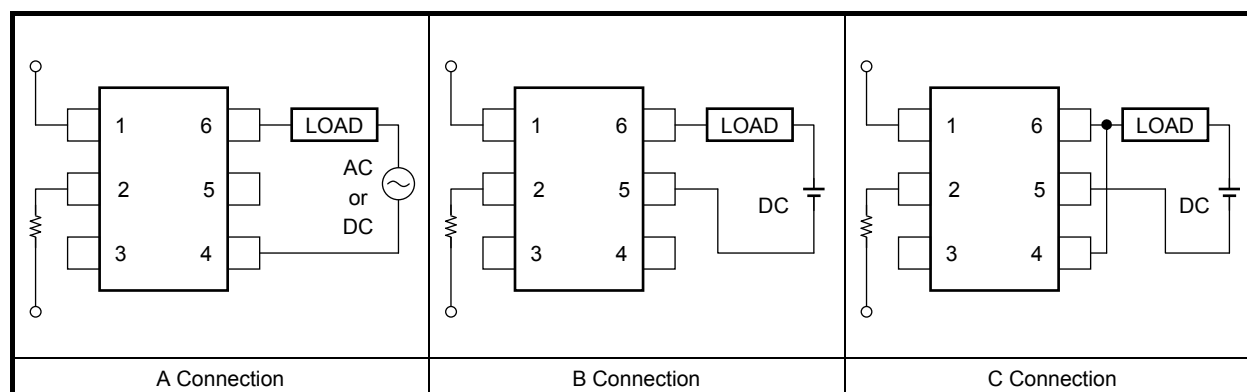 1 6 LOAD
AC
2 5 or
DC
3 4
A Connection
1 6 LOAD
2 5 DC
3 4
B Connection
1 6 LOAD
2 5 DC
3 4
C Connection